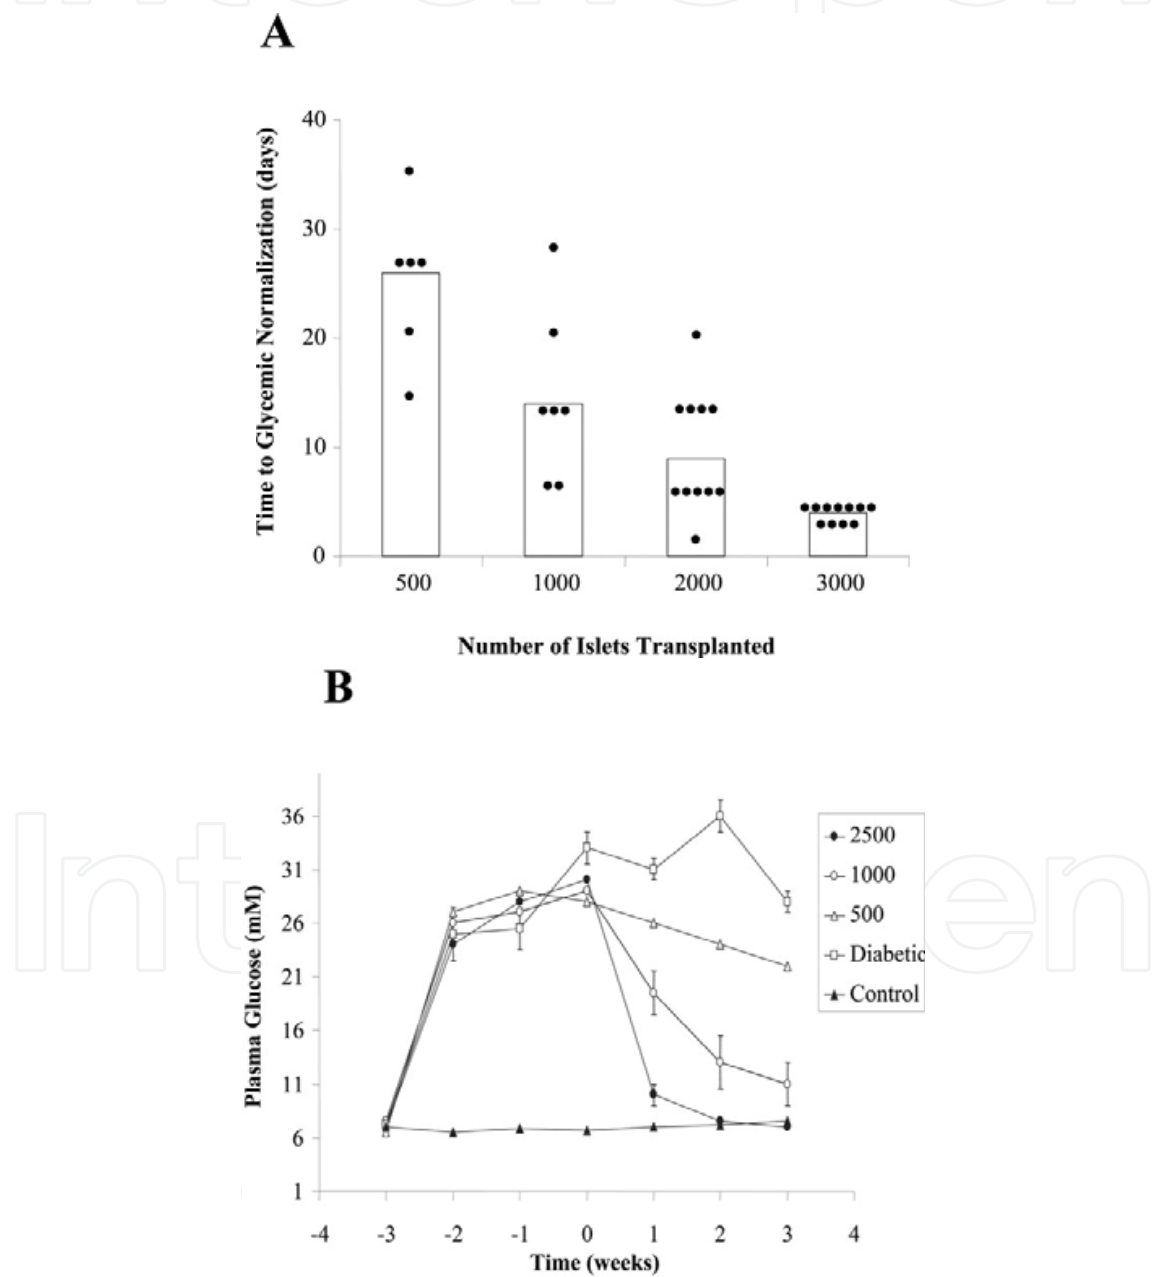 A
Time to Glycemic Normalization (days)
40
30
20
10
0
500 1000 2000 3000
Number of Islets Transplanted
B
Plasma Glucose (mM)
36
31
26
21
16
11
6
1
-4 -3 -2 -1 0 1 2 3 4
Time (weeks)
2500
1000
500
Diabetic
Control